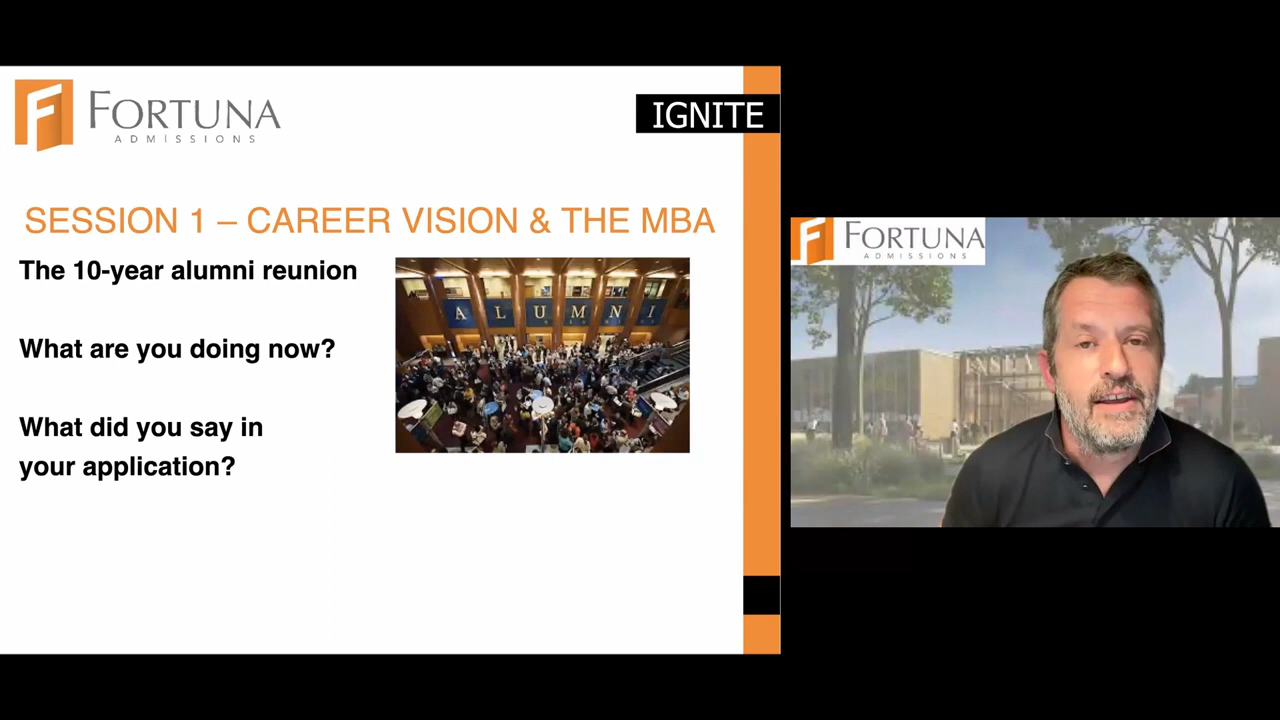 FORTUNA
ADMISSIONS
IGNITE
SESSION 1 – CAREER VISION & THE MBA
The 10-year alumni reunion
What are you doing now?
What did you say in
your application?
ALUMNI
FORTUNA
ADMISSIONS